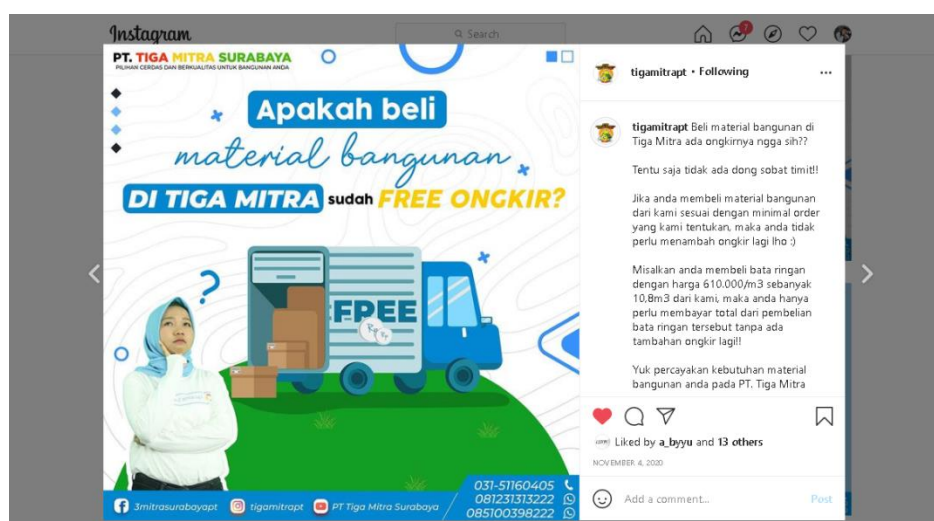 Instagram
Search
7
PT. TIGA MITRA SURABAYA
PILIHAN CERDAS DAN BERKUALITAS UNTUK BANGUNAN ANDA
Apakah beli
material bangunan
DI TIGA MITRA sudah FREE ONGKIR?
?
FREE
3mitrasurabayapt
tigamitrapt
PT Tiga Mitra Surabaya
031-51160405
081231313222
085100398222
tigamitrapt • Following
tigamitrapt Beli material bangunan di
Tiga Mitra ada ongkirnya ngga sih??
Tentu saja tidak ada dong sobat timit!!
Jika anda membeli material bangunan
dari kami sesuai dengan minimal order
yang kami tentukan, maka anda tidak
perlu menambah ongkir lagi lho :)
Misalkan anda membeli bata ringan
dengan harga 610.000/m3 sebanyak
10,8m3 dari kami, maka anda hanya
perlu membayar total dari pembelian
bata ringan tersebut tanpa ada
tambahan ongkir lagi!!
Yuk percayakan kebutuhan material
bangunan anda pada PT. Tiga Mitra
Liked by a_byyu and 13 others
NOVEMBER 4, 2020
Add a comment...
Post